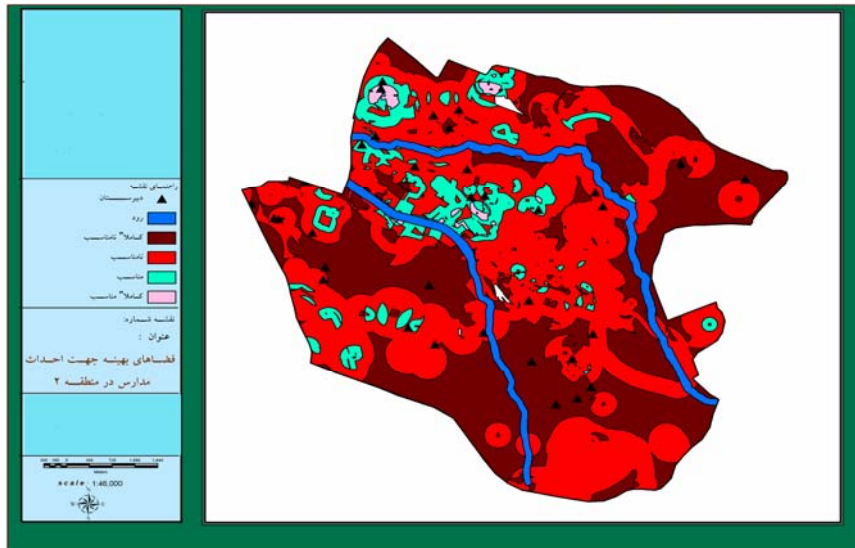 راهنمای نقشه
دبیرستان
رود
کاملا" نامناسب
نامناسب
مناسب
کاملا" مناسب
نقشه شماره:
عنوان :
فضاهای بهینه جهت احداث
مدارس در منطقه ۲
Meters
scale 1:46,000
N
W
E
S